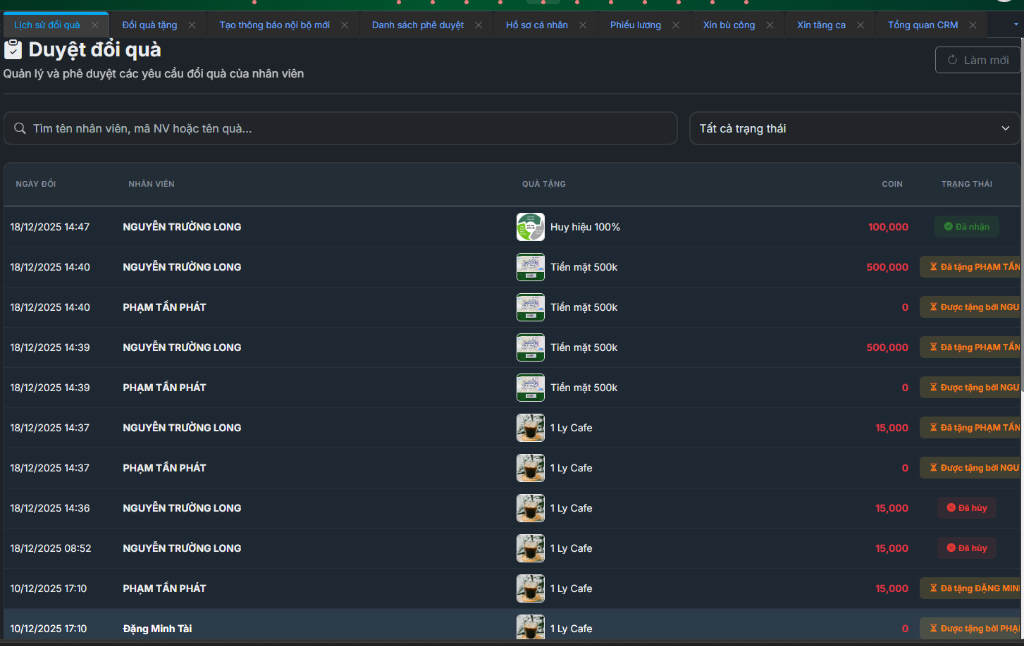 Lịch sử đổi quà Đổi quà tặng Tạo thông báo nội bộ mới Danh sách phê duyệt Hồ sơ cá nhân Phiếu lương Xin bù công Xin tăng ca Tổng quan CRM
Duyệt đổi quà
Quản lý và phê duyệt các yêu cầu đổi quà của nhân viên
Làm mới
Tìm tên nhân viên, mã NV hoặc tên quà...
Tất cả trạng thái
NGÀY ĐỔI NHÂN VIÊN QUÀ TẶNG COIN TRẠNG THÁI
18/12/2025 14:47 NGUYỄN TRƯỜNG LONG Huy hiệu 100% 100,000 Đã nhận
18/12/2025 14:40 NGUYỄN TRƯỜNG LONG Tiền mặt 500k 500,000 Đã tặng PHẠM TẤN
18/12/2025 14:40 PHẠM TẤN PHÁT Tiền mặt 500k 0 Được tặng bởi NGU
18/12/2025 14:39 NGUYỄN TRƯỜNG LONG Tiền mặt 500k 500,000 Đã tặng PHẠM TẤN
18/12/2025 14:39 PHẠM TẤN PHÁT Tiền mặt 500k 0 Được tặng bởi NGU
18/12/2025 14:37 NGUYỄN TRƯỜNG LONG 1 Ly Cafe 15,000 Đã tặng PHẠM TẤN
18/12/2025 14:37 PHẠM TẤN PHÁT 1 Ly Cafe 0 Được tặng bởi NGU
18/12/2025 14:36 NGUYỄN TRƯỜNG LONG 1 Ly Cafe 15,000 Đã hủy
18/12/2025 08:52 NGUYỄN TRƯỜNG LONG 1 Ly Cafe 15,000 Đã hủy
10/12/2025 17:10 PHẠM TẤN PHÁT 1 Ly Cafe 15,000 Đã tặng ĐẶNG MINH
10/12/2025 17:10 Đặng Minh Tài 1 Ly Cafe 0 Được tặng bởi PHẠ